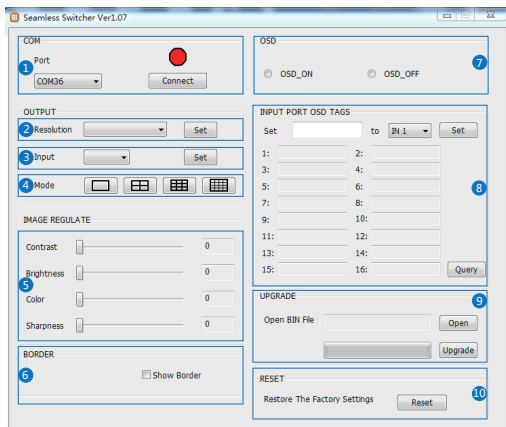 Seamless Switcher Ver1.07
COM
Port
1
COM36
Connect
OUTPUT
2 Resolution
Set
3 Input
Set
4 Mode
IMAGE REGULATE
Contrast 0
Brightness 0
5
Color 0
Sharpness 0
BORDER
6
Show Border
OSD
7
OSD_ON OSD_OFF
INPUT PORT OSD TAGS
Set to IN 1 Set
1: 2:
3: 4:
5: 6:
8
7: 8:
9: 10:
11: 12:
13: 14:
15: 16: Query
UPGRADE
9
Open BIN File Open
Upgrade
RESET
10
Restore The Factory Settings Reset